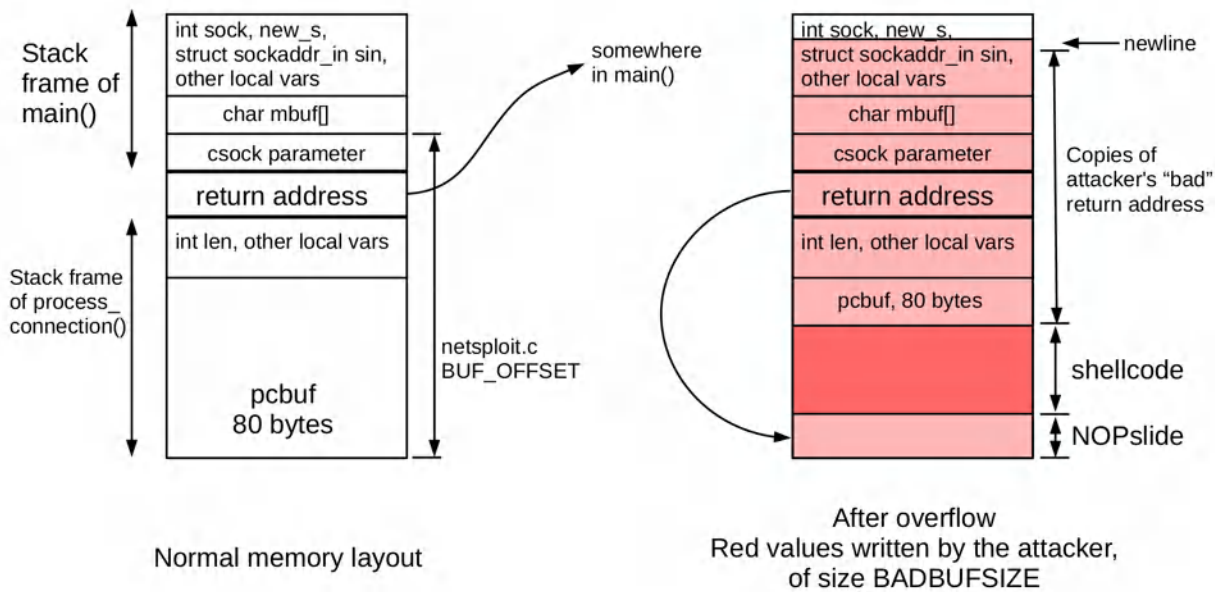 Stack
frame of
main()
int sock, new_s,
struct sockaddr_in sin,
other local vars
char mbuf[]
csock parameter
return address
int len, other local vars
Stack frame
of process_
connection()
pcbuf
80 bytes
somewhere
in main()
netsploit.c
BUF_OFFSET
Normal memory layout
int sock, new_s,
struct sockaddr_in sin,
other local vars
char mbuf[]
csock parameter
return address
int len, other local vars
pcbuf, 80 bytes
newline
Copies of
attacker's “bad”
return address
shellcode
NOPslide
After overflow
Red values written by the attacker,
of size BADBUFSIZE